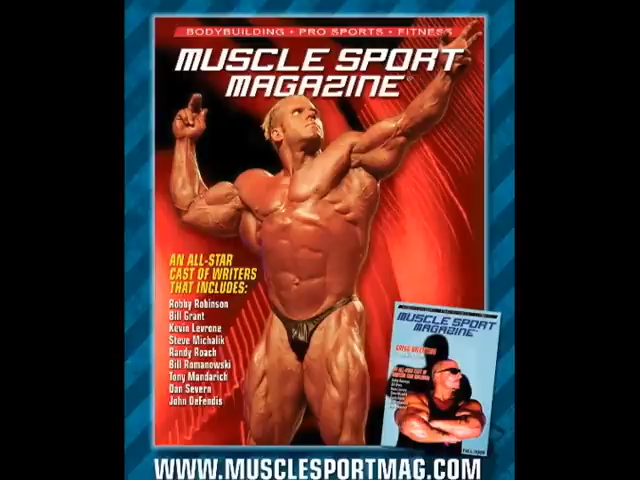 BODYBUILDING • PRO SPORTS • FITNESS
MUSCLE SPORT
MAGAZINE
AN ALL-STAR
CAST OF WRITERS
THAT INCLUDES:
Robby Robinson
Bill Grant
Kevin Levrone
Steve Michalik
Randy Roach
Bill Romanowski
Tony Mandarich
Dan Severn
John DeFendis
MUSCLE SPORT
MAGAZINE
WWW.MUSCLESPORTMAG.COM